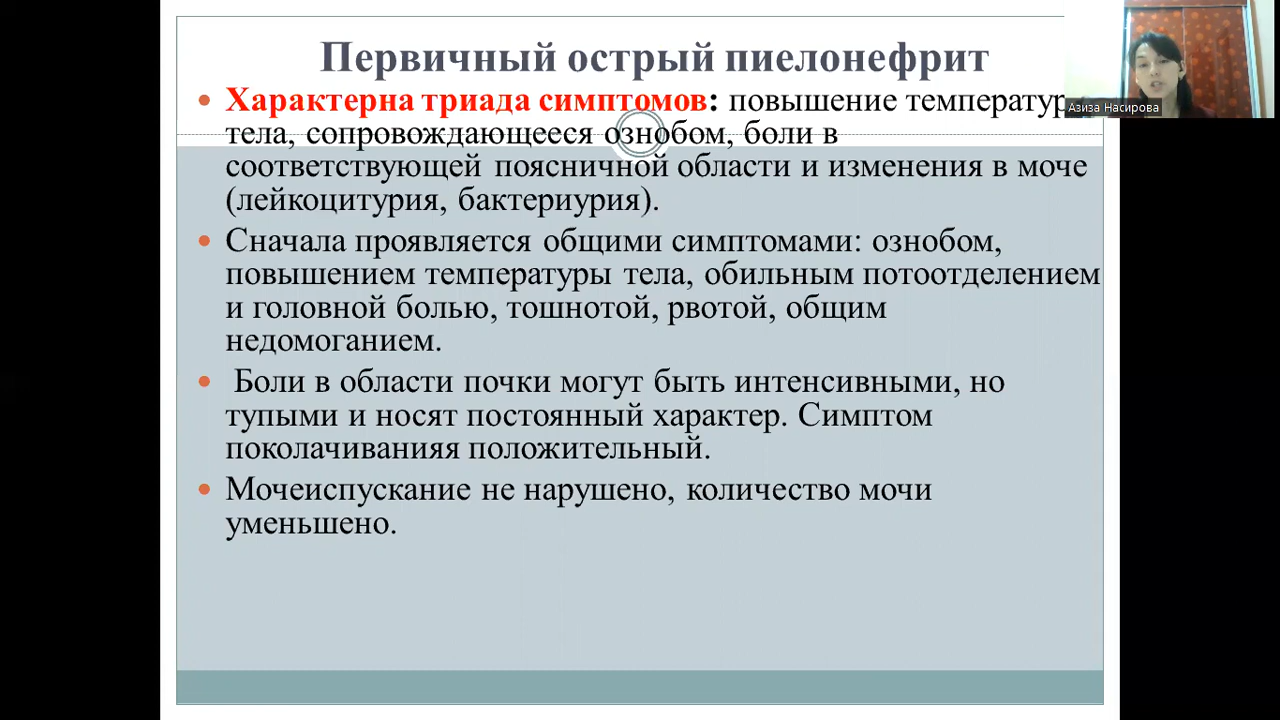 Первичный острый пиелонефрит
• Характерна триада симптомов: повышение температур
тела, сопровождающееся ознобом, боли в
соответствующей поясничной области и изменения в моче
(лейкоцитурия, бактериурия).
• Сначала проявляется общими симптомами: ознобом,
повышением температуры тела, обильным потоотделением
и головной болью, тошнотой, рвотой, общим
недомоганием.
• Боли в области почки могут быть интенсивными, но
тупыми и носят постоянный характер. Симптом
поколачиванияя положительный.
• Мочеиспускание не нарушено, количество мочи
уменьшено.
Азиза Насирова